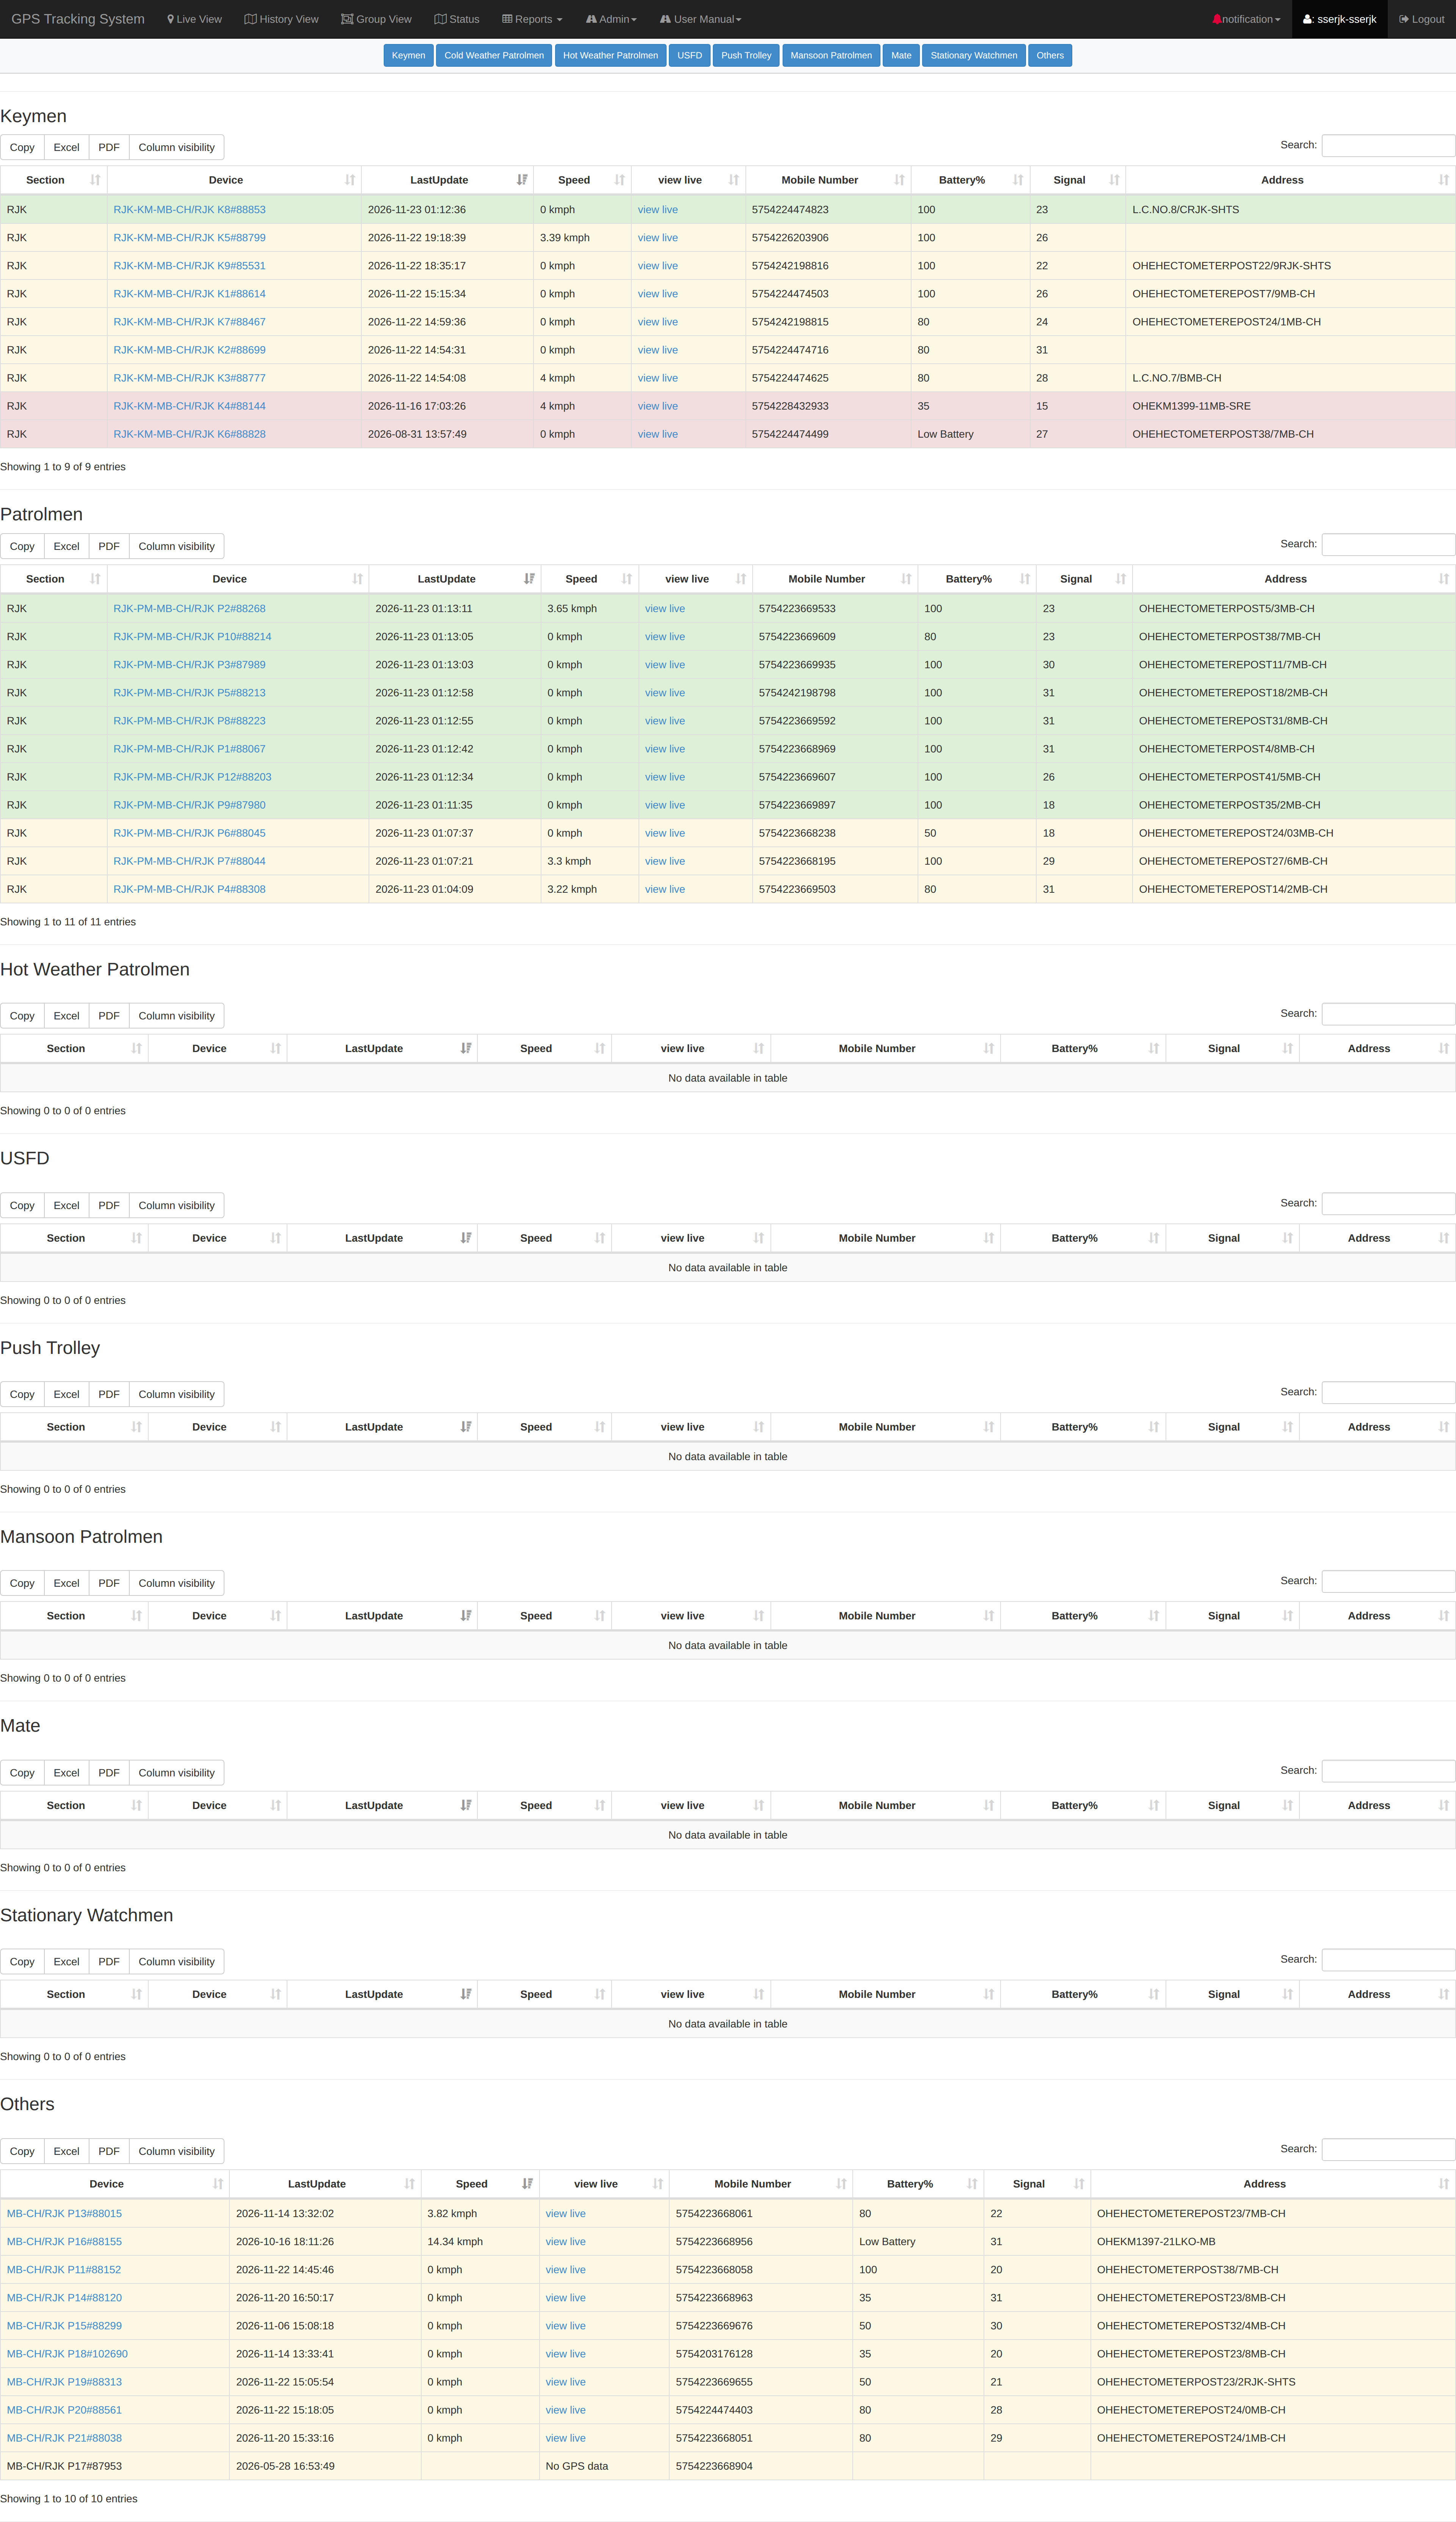 GPS Tracking System Live View History View Group View Status Reports Admin User Manual notification : sserjk-sserjk Logout
Keymen Cold Weather Patrolmen Hot Weather Patrolmen USFD Push Trolley Mansoon Patrolmen Mate Stationary Watchmen Others
Keymen
Copy Excel PDF Column visibility Search:
Section Device LastUpdate Speed view live Mobile Number Battery% Signal Address
RJK RJK-KM-MB-CH/RJK K8#88853 2026-11-23 01:12:36 0 kmph view live 5754224474823 100 23 L.C.NO.8/CRJK-SHTS
RJK RJK-KM-MB-CH/RJK K5#88799 2026-11-22 19:18:39 3.39 kmph view live 5754226203906 100 26
RJK RJK-KM-MB-CH/RJK K9#85531 2026-11-22 18:35:17 0 kmph view live 5754242198816 100 22 OHEHECTOMETERPOST22/9RJK-SHTS
RJK RJK-KM-MB-CH/RJK K1#88614 2026-11-22 15:15:34 0 kmph view live 5754224474503 100 26 OHEHECTOMETEREPOST7/9MB-CH
RJK RJK-KM-MB-CH/RJK K7#88467 2026-11-22 14:59:36 0 kmph view live 5754242198815 80 24 OHEHECTOMETEREPOST24/1MB-CH
RJK RJK-KM-MB-CH/RJK K2#88699 2026-11-22 14:54:31 0 kmph view live 5754224474716 80 31
RJK RJK-KM-MB-CH/RJK K3#88777 2026-11-22 14:54:08 4 kmph view live 5754224474625 80 28 L.C.NO.7/BMB-CH
RJK RJK-KM-MB-CH/RJK K4#88144 2026-11-16 17:03:26 4 kmph view live 5754228432933 35 15 OHEKM1399-11MB-SRE
RJK RJK-KM-MB-CH/RJK K6#88828 2026-08-31 13:57:49 0 kmph view live 5754224474499 Low Battery 27 OHEHECTOMETERPOST38/7MB-CH
Showing 1 to 9 of 9 entries
Patrolmen
Copy Excel PDF Column visibility Search:
Section Device LastUpdate Speed view live Mobile Number Battery% Signal Address
RJK RJK-PM-MB-CH/RJK P2#88268 2026-11-23 01:13:11 3.65 kmph view live 5754223669533 100 23 OHEHECTOMETERPOST5/3MB-CH
RJK RJK-PM-MB-CH/RJK P10#88214 2026-11-23 01:13:05 0 kmph view live 5754223669609 80 23 OHEHECTOMETERPOST38/7MB-CH
RJK RJK-PM-MB-CH/RJK P3#87989 2026-11-23 01:13:03 0 kmph view live 5754223669935 100 30 OHEHECTOMETEREPOST11/7MB-CH
RJK RJK-PM-MB-CH/RJK P5#88213 2026-11-23 01:12:58 0 kmph view live 5754242198798 100 31 OHEHECTOMETEREPOST18/2MB-CH
RJK RJK-PM-MB-CH/RJK P8#88223 2026-11-23 01:12:55 0 kmph view live 5754223669592 100 31 OHEHECTOMETEREPOST31/8MB-CH
RJK RJK-PM-MB-CH/RJK P1#88067 2026-11-23 01:12:42 0 kmph view live 5754223668969 100 31 OHEHECTOMETERPOST4/8MB-CH
RJK RJK-PM-MB-CH/RJK P12#88203 2026-11-23 01:12:34 0 kmph view live 5754223669607 100 26 OHEHECTOMETERPOST41/5MB-CH
RJK RJK-PM-MB-CH/RJK P9#87980 2026-11-23 01:11:35 0 kmph view live 5754223669897 100 18 OHEHECTOMETERPOST35/2MB-CH
RJK RJK-PM-MB-CH/RJK P6#88045 2026-11-23 01:07:37 0 kmph view live 5754223668238 50 18 OHEHECTOMETEREPOST24/03MB-CH
RJK RJK-PM-MB-CH/RJK P7#88044 2026-11-23 01:07:21 3.3 kmph view live 5754223668195 100 29 OHEHECTOMETEREPOST27/6MB-CH
RJK RJK-PM-MB-CH/RJK P4#88308 2026-11-23 01:04:09 3.22 kmph view live 5754223669503 80 31 OHEHECTOMETEREPOST14/2MB-CH
Showing 1 to 11 of 11 entries
Hot Weather Patrolmen
Copy Excel PDF Column visibility Search:
Section Device LastUpdate Speed view live Mobile Number Battery% Signal Address
No data available in table
Showing 0 to 0 of 0 entries
USFD
Copy Excel PDF Column visibility Search:
Section Device LastUpdate Speed view live Mobile Number Battery% Signal Address
No data available in table
Showing 0 to 0 of 0 entries
Push Trolley
Copy Excel PDF Column visibility Search:
Section Device LastUpdate Speed view live Mobile Number Battery% Signal Address
No data available in table
Showing 0 to 0 of 0 entries
Mansoon Patrolmen
Copy Excel PDF Column visibility Search:
Section Device LastUpdate Speed view live Mobile Number Battery% Signal Address
No data available in table
Showing 0 to 0 of 0 entries
Mate
Copy Excel PDF Column visibility Search:
Section Device LastUpdate Speed view live Mobile Number Battery% Signal Address
No data available in table
Showing 0 to 0 of 0 entries
Stationary Watchmen
Copy Excel PDF Column visibility Search:
Section Device LastUpdate Speed view live Mobile Number Battery% Signal Address
No data available in table
Showing 0 to 0 of 0 entries
Others
Copy Excel PDF Column visibility Search:
Device LastUpdate Speed view live Mobile Number Battery% Signal Address
MB-CH/RJK P13#88015 2026-11-14 13:32:02 3.82 kmph view live 5754223668061 80 22 OHEHECTOMETEREPOST23/7MB-CH
MB-CH/RJK P16#88155 2026-10-16 18:11:26 14.34 kmph view live 5754223668956 Low Battery 31 OHEKM1397-21LKO-MB
MB-CH/RJK P11#88152 2026-11-22 14:45:46 0 kmph view live 5754223668058 100 20 OHEHECTOMETERPOST38/7MB-CH
MB-CH/RJK P14#88120 2026-11-20 16:50:17 0 kmph view live 5754223668963 35 31 OHEHECTOMETEREPOST23/8MB-CH
MB-CH/RJK P15#88299 2026-11-06 15:08:18 0 kmph view live 5754223669676 50 30 OHEHECTOMETEREPOST32/4MB-CH
MB-CH/RJK P18#102690 2026-11-14 13:33:41 0 kmph view live 5754203176128 35 20 OHEHECTOMETEREPOST23/8MB-CH
MB-CH/RJK P19#88313 2026-11-22 15:05:54 0 kmph view live 5754223669655 50 21 OHEHECTOMETERPOST23/2RJK-SHTS
MB-CH/RJK P20#88561 2026-11-22 15:18:05 0 kmph view live 5754224474403 80 28 OHEHECTOMETEREPOST24/0MB-CH
MB-CH/RJK P21#88038 2026-11-20 15:33:16 0 kmph view live 5754223668051 80 29 OHEHECTOMETEREPOST24/1MB-CH
MB-CH/RJK P17#87953 2026-05-28 16:53:49 No GPS data 5754223668904
Showing 1 to 10 of 10 entries